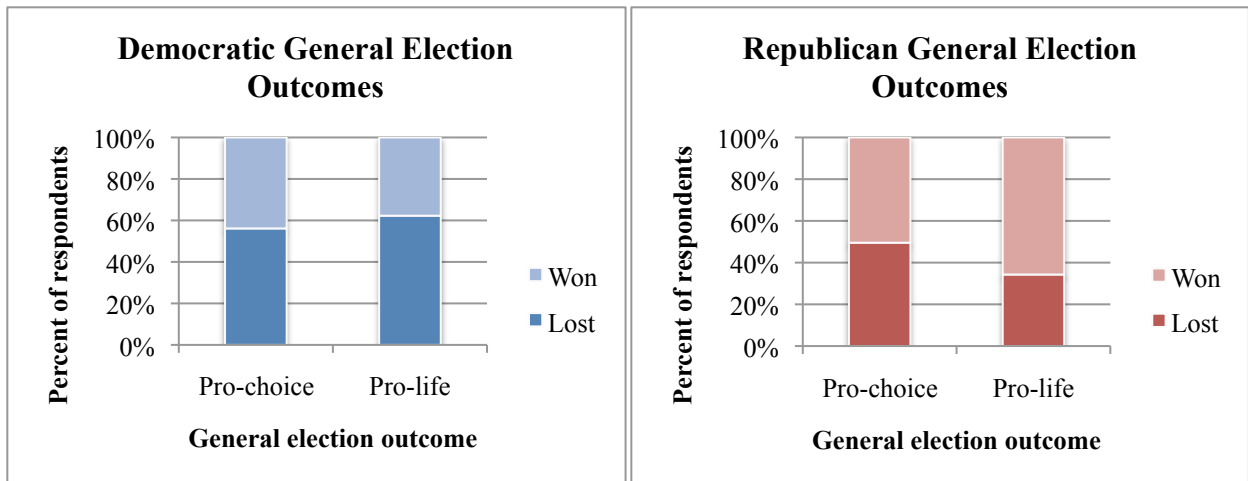 Democratic General Election
Outcomes
Percent of respondents
100%
80%
60%
40%
20%
0%
Pro-choice
Pro-life
General election outcome
Won
Lost
Republican General Election
Outcomes
Percent of respondents
100%
80%
60%
40%
20%
0%
Pro-choice
Pro-life
General election outcome
Won
Lost